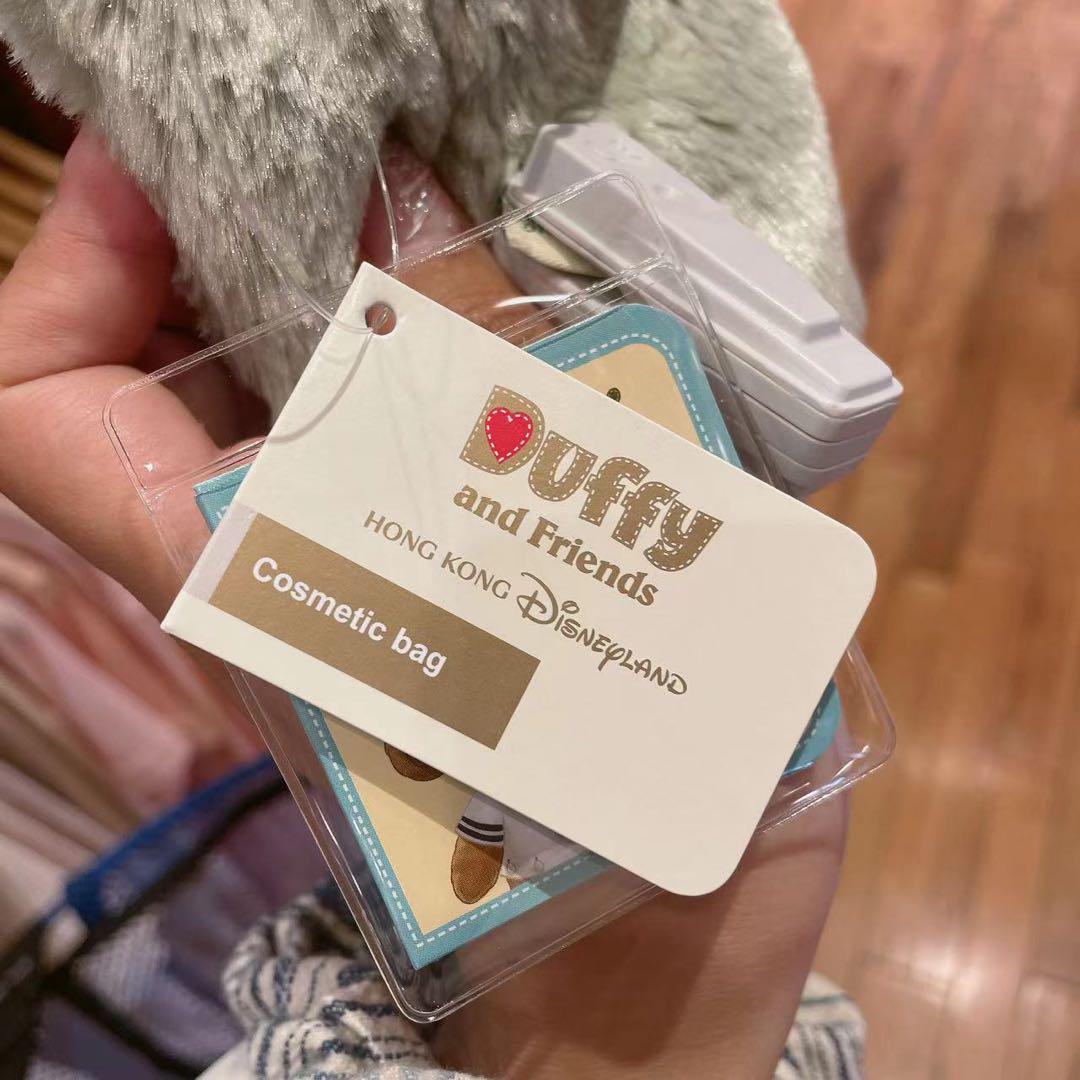 Duffy
and Friends
HONG KONG DISNEYLAND
Cosmetic bag